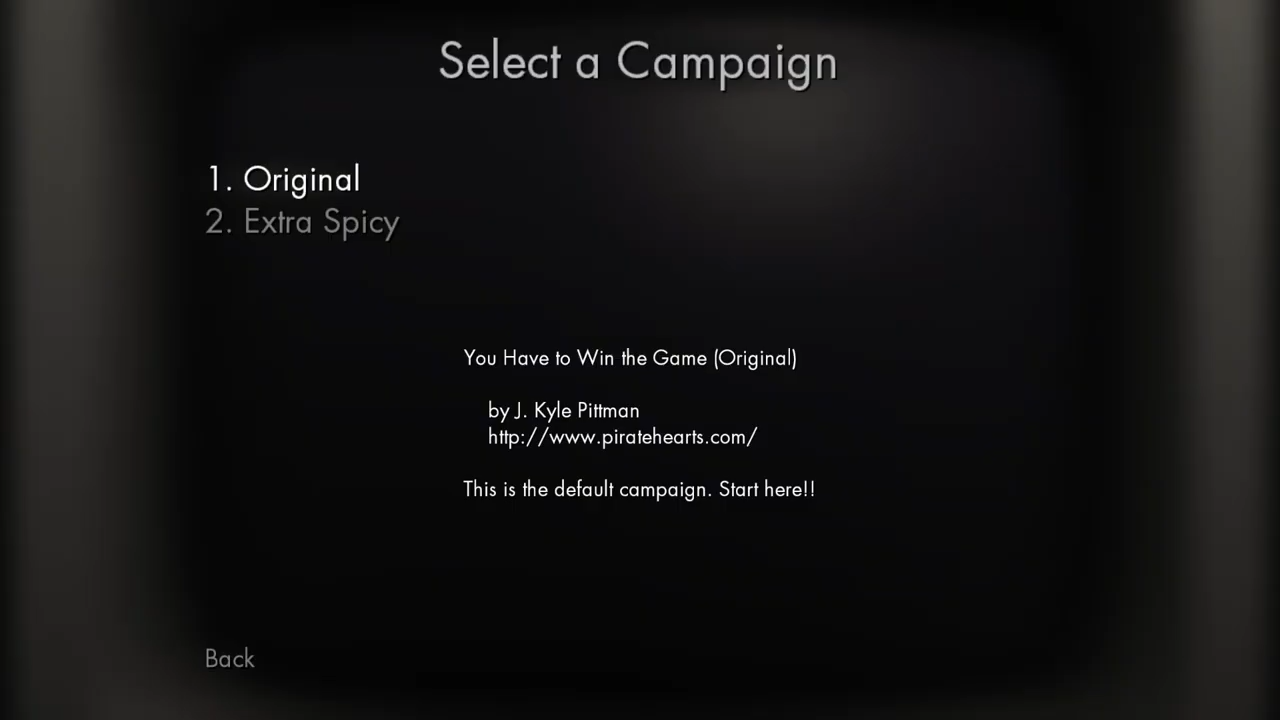 Select a Campaign
1. Original
2. Extra Spicy
You Have to Win the Game (Original)
by J. Kyle Pittman
http://www.piratehearts.com/
This is the default campaign. Start here!!
Back